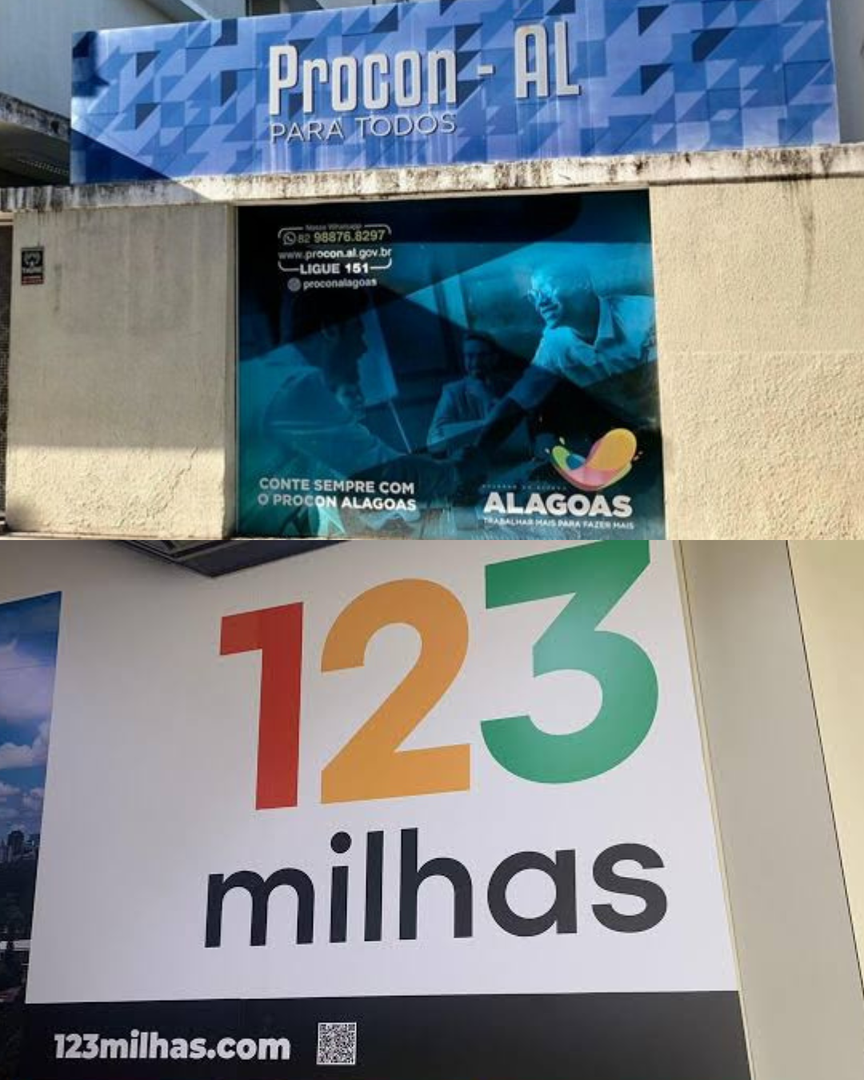 Procon - AL
PARA TODOS
Nosso Whatsapp
82 98876.8297
www.procon.al.gov.br
LIGUE 151
proconalagoas
CONTE SEMPRE COM
O PROCON ALAGOAS
ALAGOAS
TRABALHAR MAIS PARA FAZER MAIS
123
milhas
123milhas.com